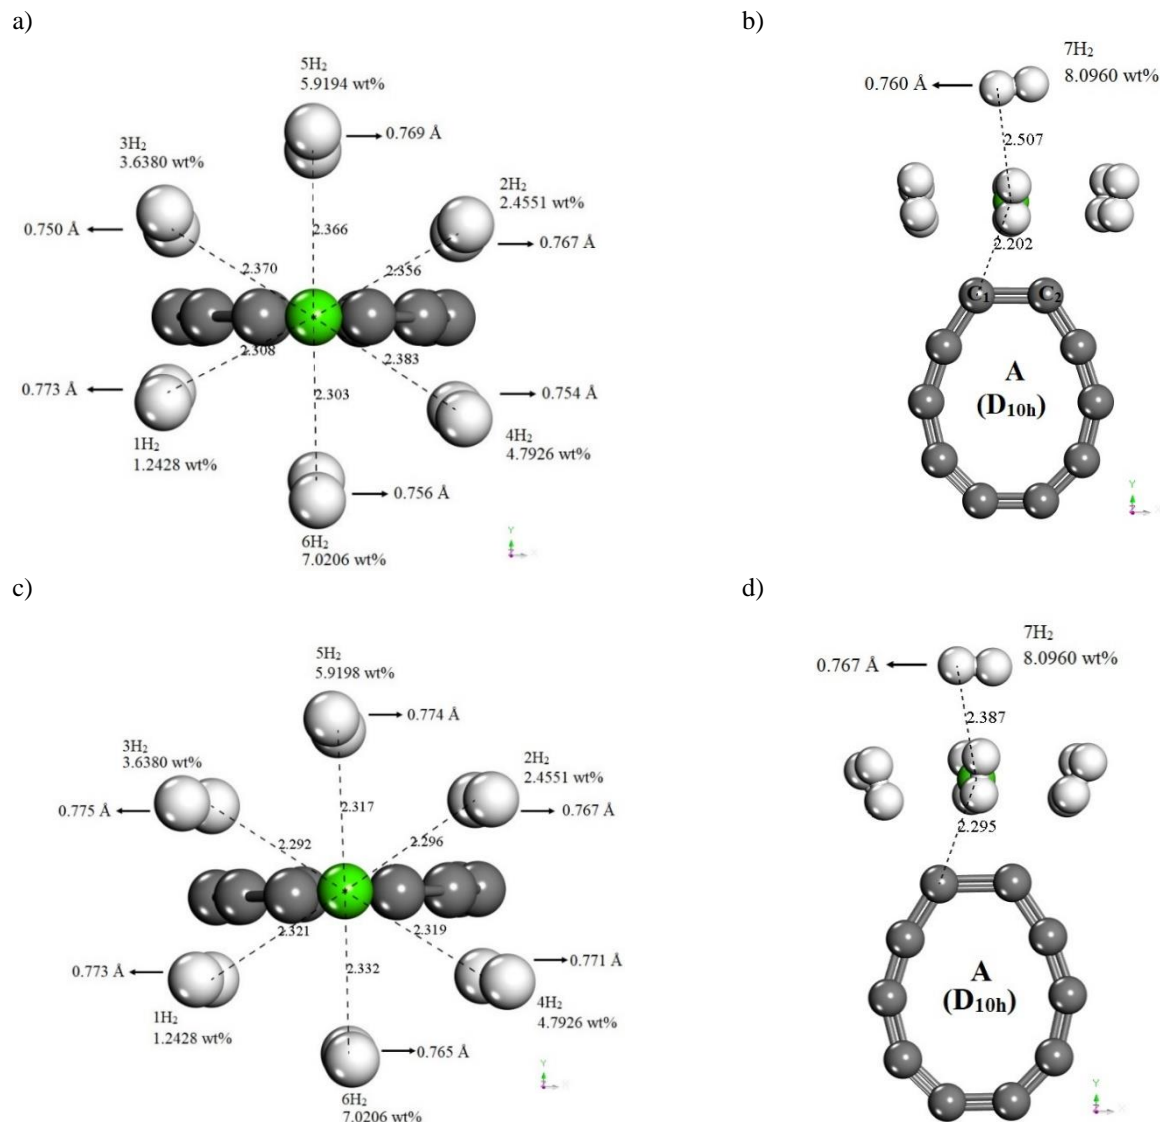 a)
5H₂
5.9194 wt%
0.769 Å
3H₂
3.6380 wt%
0.750 Å
2H₂
2.4551 wt%
0.767 Å
2.366
2.370
2.356
2.308
2.383
2.303
0.773 Å
1H₂
1.2428 wt%
0.754 Å
4H₂
4.7926 wt%
0.756 Å
6H₂
7.0206 wt%
Y
Z
b)
7H₂
8.0960 wt%
0.760 Å
2.507
2.202
C₁
C₂
A
(D₁₀ₕ)
Y
Z
c)
5H₂
5.9198 wt%
0.774 Å
3H₂
3.6380 wt%
0.775 Å
2H₂
2.4551 wt%
0.767 Å
2.317
2.292
2.296
2.321
2.319
2.332
0.773 Å
1H₂
1.2428 wt%
0.771 Å
4H₂
4.7926 wt%
0.765 Å
6H₂
7.0206 wt%
Y
Z
d)
7H₂
8.0960 wt%
0.767 Å
2.387
2.295
A
(D₁₀ₕ)
Y
Z